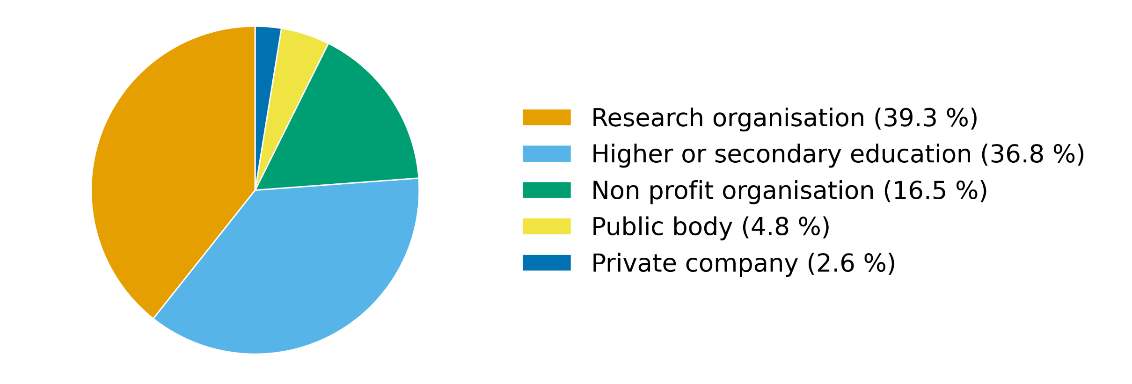 Research organisation (39.3 %)
Higher or secondary education (36.8 %)
Non profit organisation (16.5 %)
Public body (4.8 %)
Private company (2.6 %)